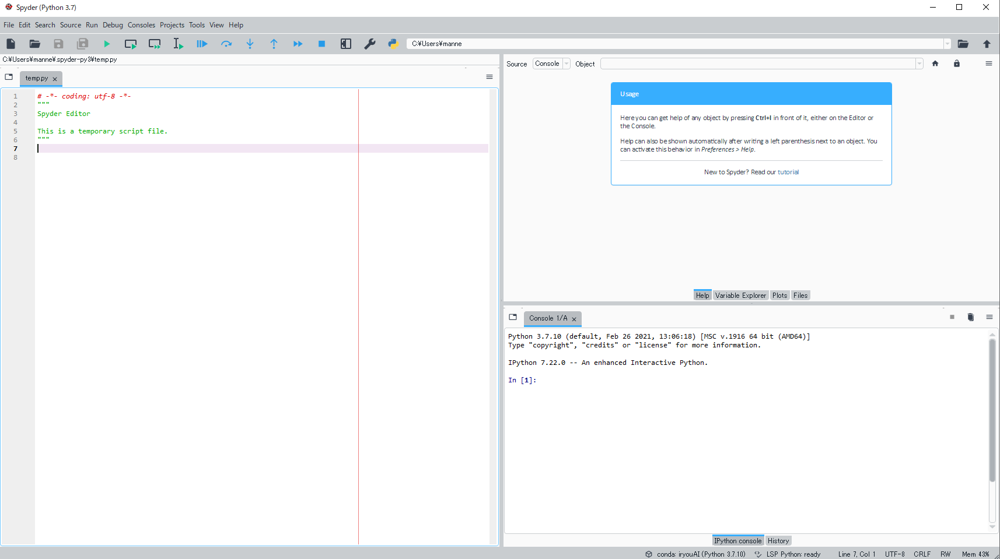 Spyder (Python 3.7)
File Edit Search Source Run Debug Consoles Projects Tools View Help
C:¥Users¥manne
C:¥Users¥manne¥.spyder-py3¥temp.py
temp.py
1 # -*- coding: utf-8 -*-
2 """
3 Spyder Editor
4
5 This is a temporary script file.
6 """
7
8
Source Console Object
Usage
Here you can get help of any object by pressing Ctrl+I in front of it, either on the Editor or
the Console.
Help can also be shown automatically after writing a left parenthesis next to an object. You
can activate this behavior in Preferences > Help.
New to Spyder? Read our tutorial
Help Variable Explorer Plots Files
Console 1/A
Python 3.7.10 (default, Feb 26 2021, 13:06:18) [MSC v.1916 64 bit (AMD64)]
Type "copyright", "credits" or "license" for more information.
IPython 7.22.0 -- An enhanced Interactive Python.
In [1]:
IPython console History
conda: iryouAI (Python 3.7.10) LSP Python: ready Line 7, Col 1 UTF-8 CRLF RW Mem 43%